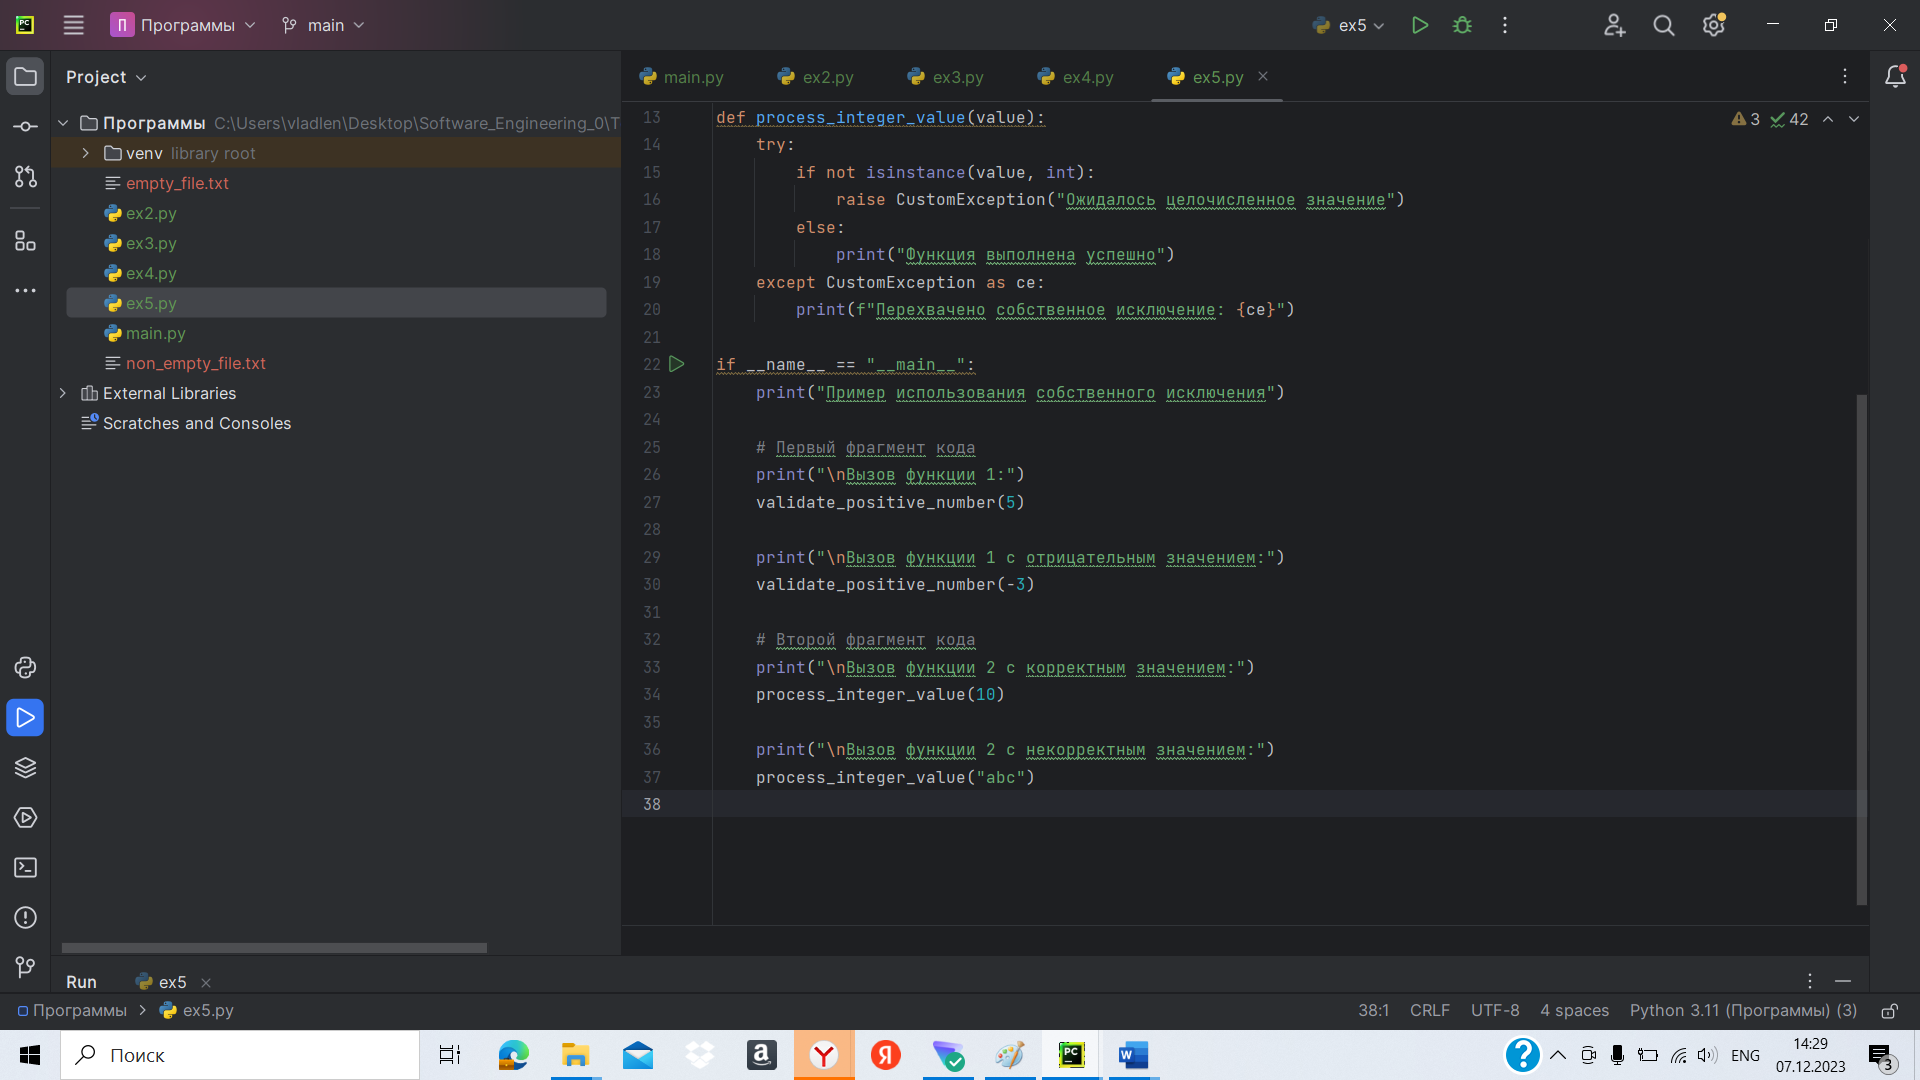 Программы
main
ex5
Project
main.py
ex2.py
ex3.py
ex4.py
ex5.py
Программы C:\Users\vladlen\Desktop\Software_Engineering_0\T
venv library root
empty_file.txt
ex2.py
ex3.py
ex4.py
ex5.py
main.py
non_empty_file.txt
External Libraries
Scratches and Consoles
3 42
13 def process_integer_value(value):
14 try:
15 if not isinstance(value, int):
16 raise CustomException("Ожидалось целочисленное значение")
17 else:
18 print("Функция выполнена успешно")
19 except CustomException as ce:
20 print(f"Перехвачено собственное исключение: {ce}")
21
22 if __name__ == "__main__":
23 print("Пример использования собственного исключения")
24
25 # Первый фрагмент кода
26 print("\nВызов функции 1:")
27 validate_positive_number(5)
28
29 print("\nВызов функции 1 с отрицательным значением:")
30 validate_positive_number(-3)
31
32 # Второй фрагмент кода
33 print("\nВызов функции 2 с корректным значением:")
34 process_integer_value(10)
35
36 print("\nВызов функции 2 с некорректным значением:")
37 process_integer_value("abc")
38
Run ex5
Программы > ex5.py
38:1 CRLF UTF-8 4 spaces Python 3.11 (Программы) (3)
Поиск
ENG
14:29
07.12.2023
3